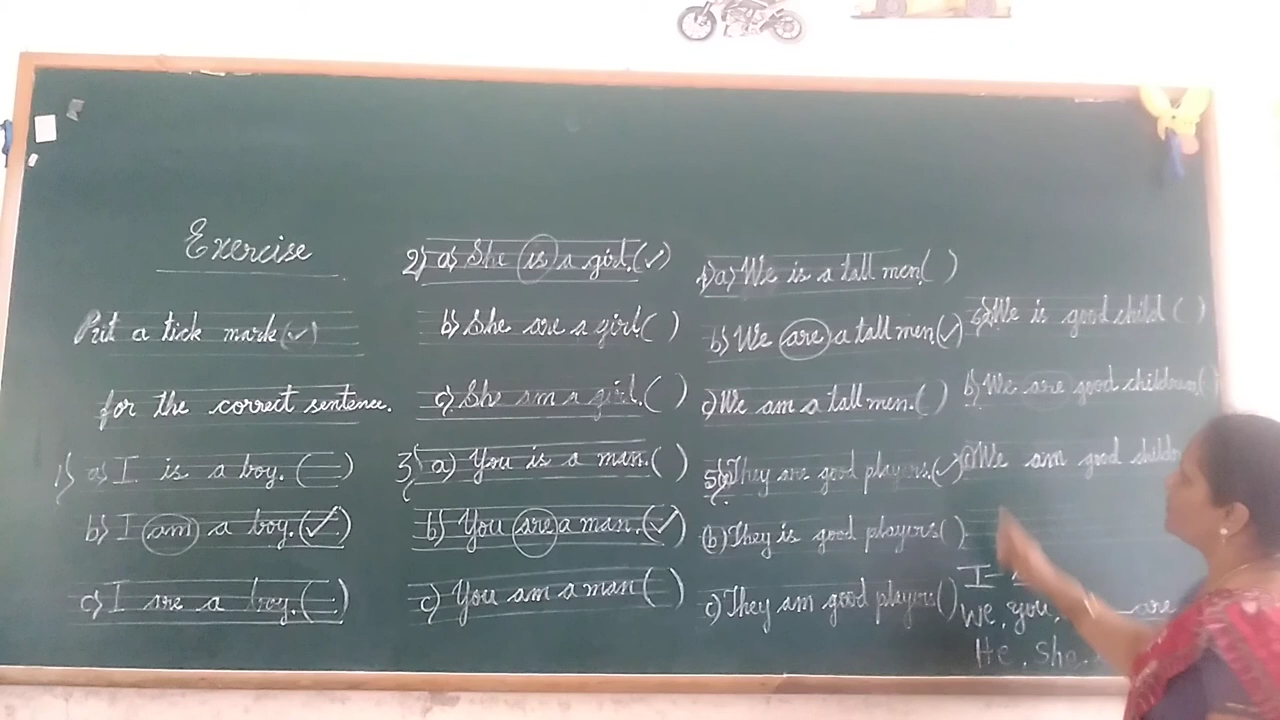 Exercise
Put a tick mark (✓)
for the correct sentence.
1) a) I is a boy. ( )
b) I am a boy. (✓)
c) I are a boy. ( )
2) a) She is a girl. (✓)
b) She are a girl ( )
c) She am a girl. ( )
3) a) You is a man. ( )
b) You are a man. (✓)
c) You am a man ( )
4) a) We is a tall men. ( )
b) We are a tall men (✓)
c) We am a tall men. ( )
5) a) They are good players. (✓)
(b) They is good players ( )
c) They am good players ( )
6) a) We is good child ( )
b) We are good children ( )
c) We am good
I -
We, You,
are
He, She,